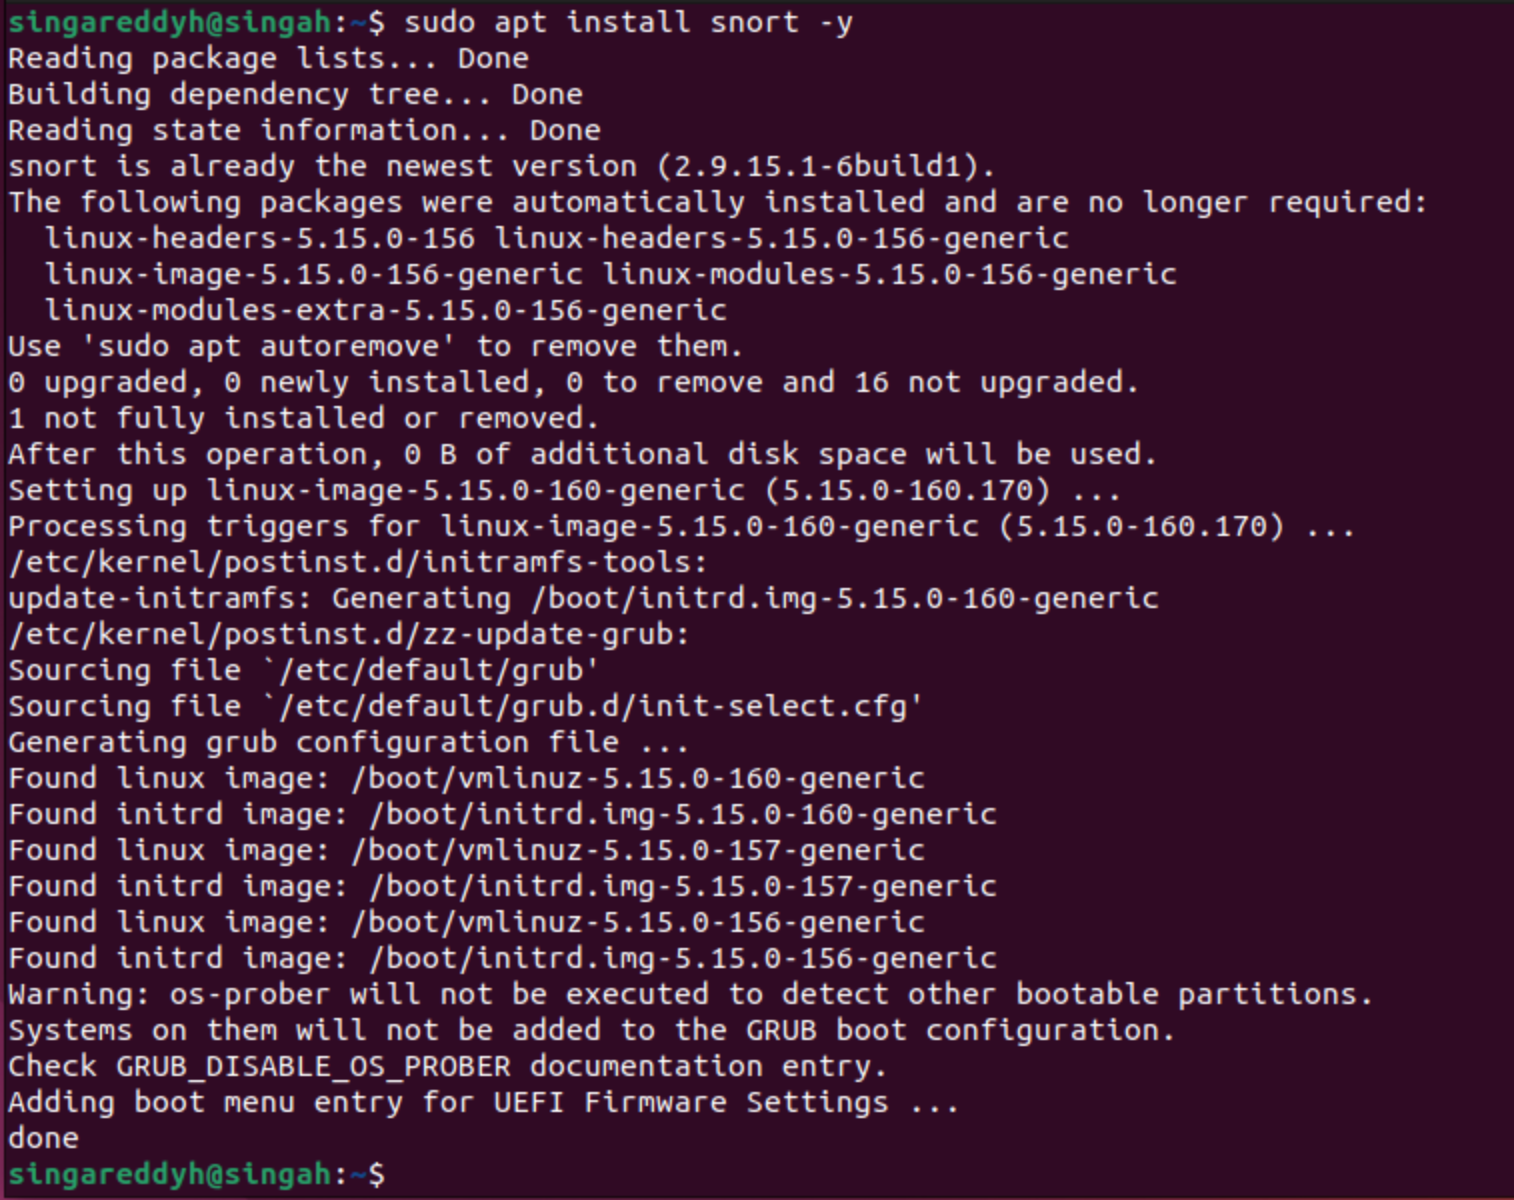 singareddyh@singah:~$ sudo apt install snort -y
Reading package lists... Done
Building dependency tree... Done
Reading state information... Done
snort is already the newest version (2.9.15.1-6build1).
The following packages were automatically installed and are no longer required:
  linux-headers-5.15.0-156 linux-headers-5.15.0-156-generic
  linux-image-5.15.0-156-generic linux-modules-5.15.0-156-generic
  linux-modules-extra-5.15.0-156-generic
Use 'sudo apt autoremove' to remove them.
0 upgraded, 0 newly installed, 0 to remove and 16 not upgraded.
1 not fully installed or removed.
After this operation, 0 B of additional disk space will be used.
Setting up linux-image-5.15.0-160-generic (5.15.0-160.170) ...
Processing triggers for linux-image-5.15.0-160-generic (5.15.0-160.170) ...
/etc/kernel/postinst.d/initramfs-tools:
update-initramfs: Generating /boot/initrd.img-5.15.0-160-generic
/etc/kernel/postinst.d/zz-update-grub:
Sourcing file `/etc/default/grub'
Sourcing file `/etc/default/grub.d/init-select.cfg'
Generating grub configuration file ...
Found linux image: /boot/vmlinuz-5.15.0-160-generic
Found initrd image: /boot/initrd.img-5.15.0-160-generic
Found linux image: /boot/vmlinuz-5.15.0-157-generic
Found initrd image: /boot/initrd.img-5.15.0-157-generic
Found linux image: /boot/vmlinuz-5.15.0-156-generic
Found initrd image: /boot/initrd.img-5.15.0-156-generic
Warning: os-prober will not be executed to detect other bootable partitions.
Systems on them will not be added to the GRUB boot configuration.
Check GRUB_DISABLE_OS_PROBER documentation entry.
Adding boot menu entry for UEFI Firmware Settings ...
done
singareddyh@singah:~$